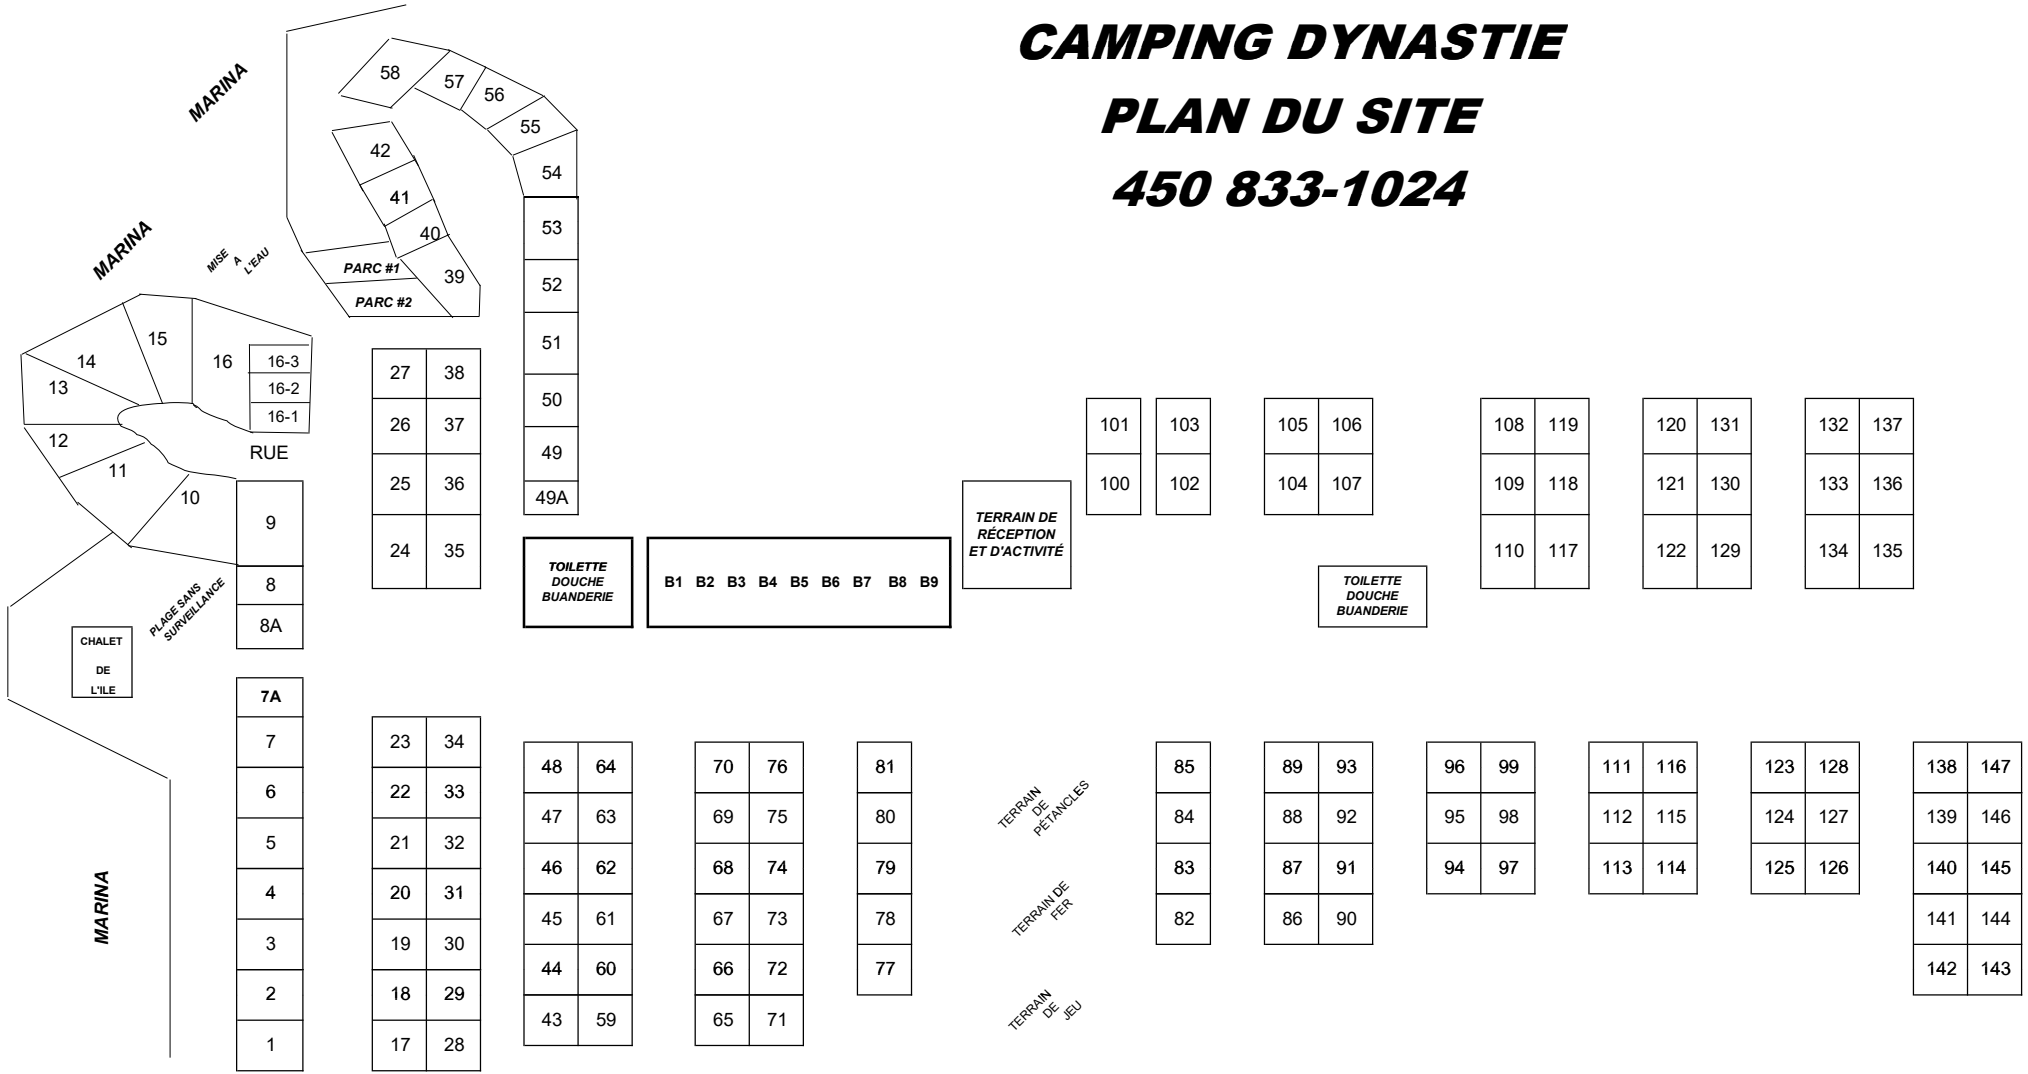 CAMPING DYNASTIE
PLAN DU SITE
450 833-1024
MARINA
58
57
56
55
54
42
41
40
39
53
52
51
50
49
49A
MARINA
MISE
A
L'EAU
PARC #1
PARC #2
15
14
13
12
11
10
16
16-3
16-2
16-1
RUE
9
8
8A
27 38
26 37
25 36
24 35
TOILETTE
DOUCHE
BUANDERIE
B1 B2 B3 B4 B5 B6 B7 B8 B9
TERRAIN DE
RÉCEPTION
ET D'ACTIVITÉ
101 103 105 106 108 119 120 131 132 137
100 102 104 107 109 118 121 130 133 136
110 117 122 129 134 135
TOILETTE
DOUCHE
BUANDERIE
PLAGE SANS
SURVEILLANCE
CHALET
DE
L'ILE
MARINA
7A
7
6
5
4
3
2
1
23 34
22 33
21 32
20 31
19 30
18 29
17 28
48 64
47 63
46 62
45 61
44 60
43 59
70 76
69 75
68 74
67 73
66 72
65 71
81
80
79
78
77
TERRAIN
DE
PÉTANCLES
TERRAIN DE
FER
TERRAIN
DE
JEU
85
84
83
82
89 93
88 92
87 91
86 90
96 99
95 98
94 97
111 116
112 115
113 114
123 128
124 127
125 126
138 147
139 146
140 145
141 144
142 143